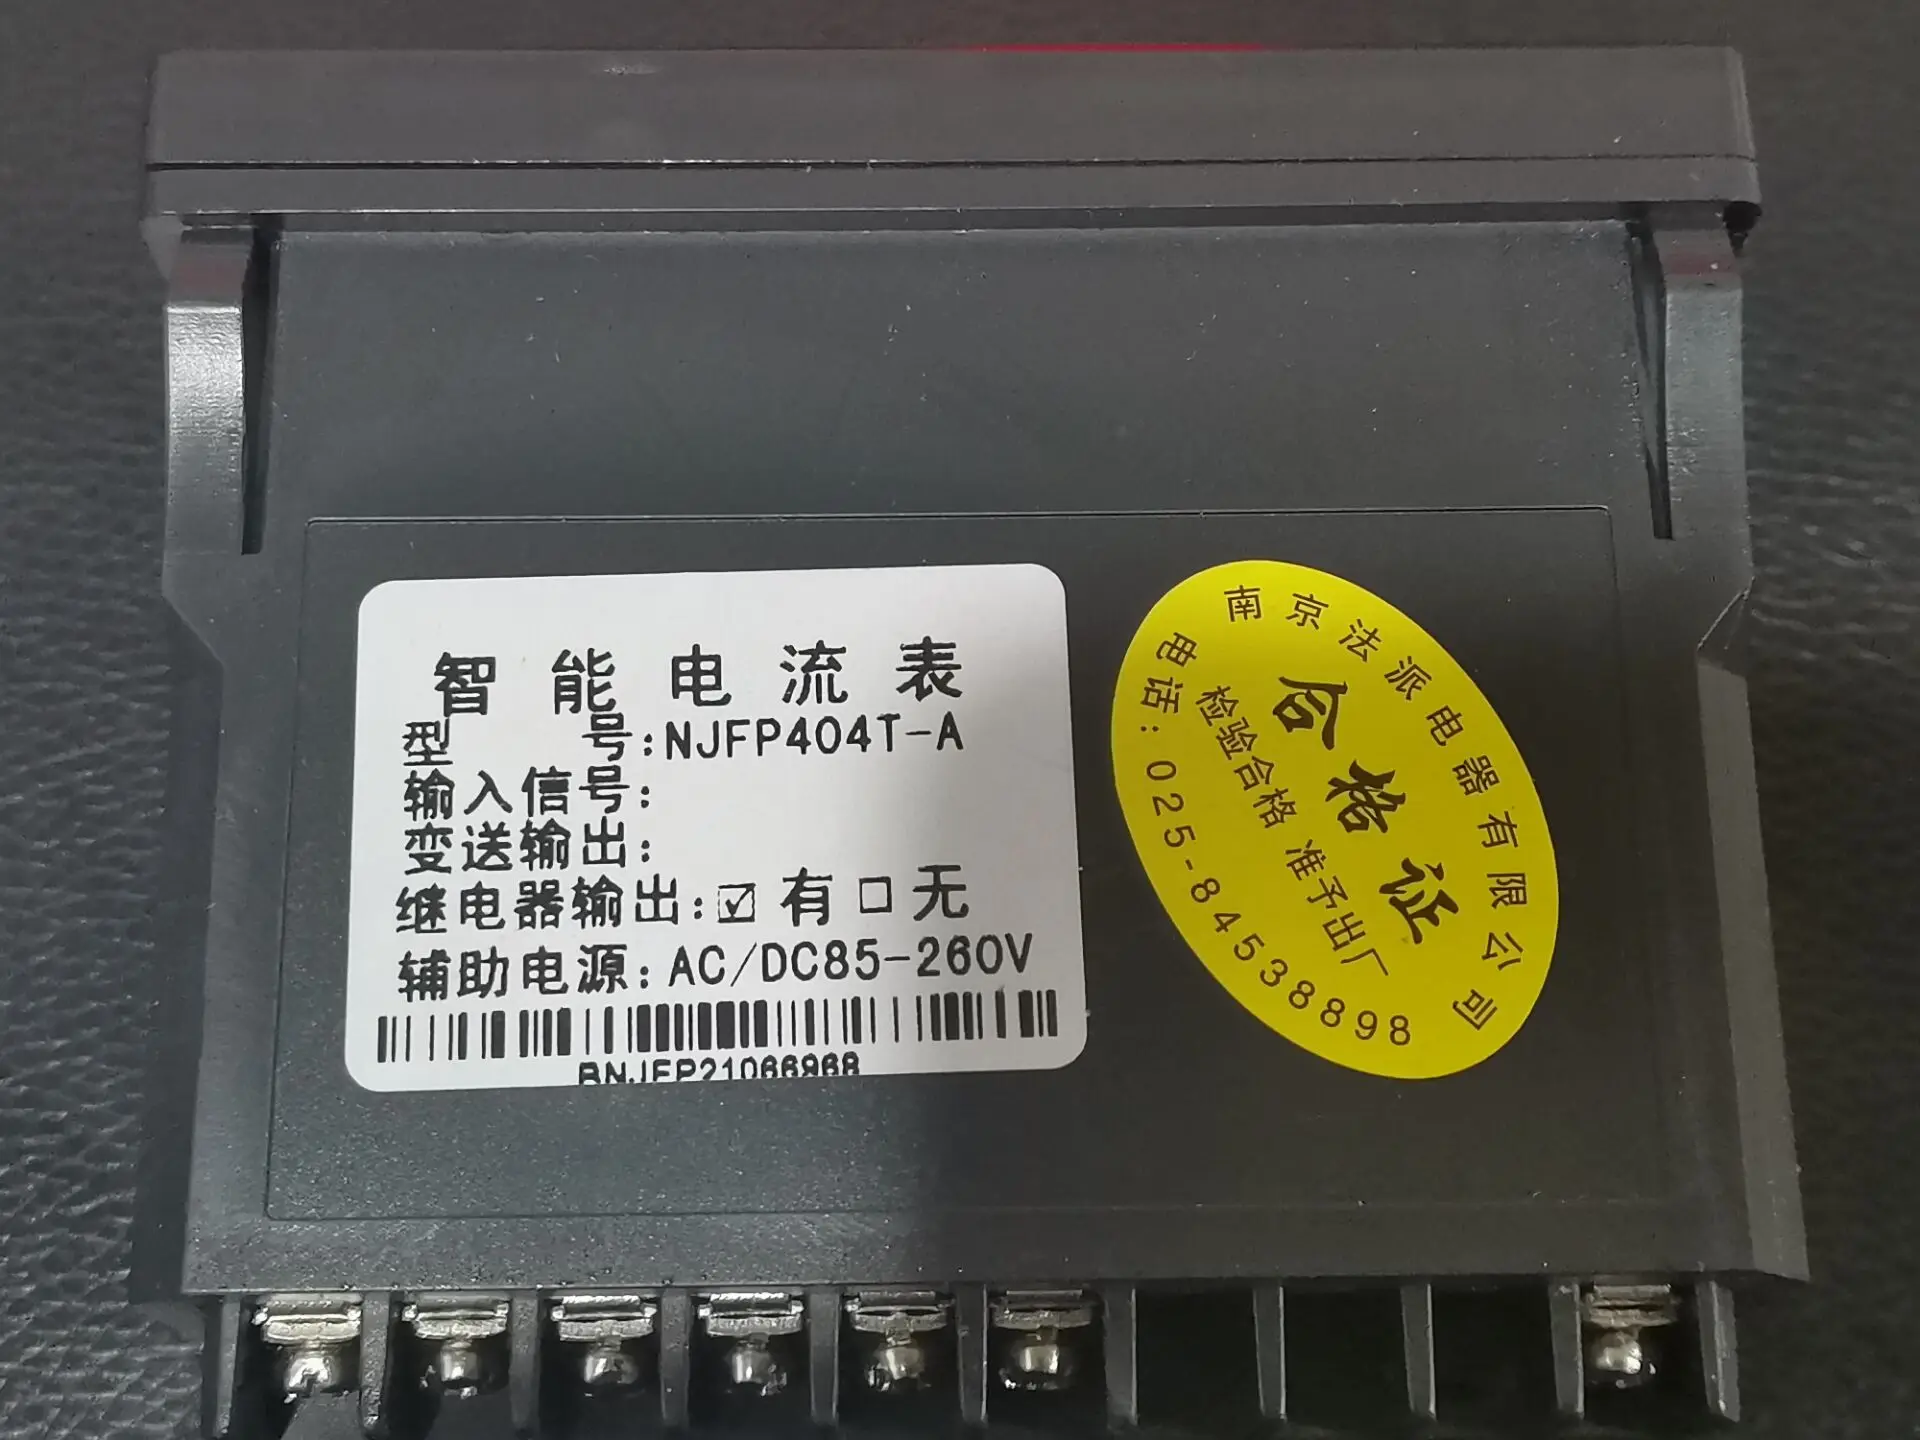 智能电流表
型 号:NJFP404T-A
输入信号:
变送输出:
继电器输出:☑有☐无
辅助电源:AC/DC85-260V
BNJFP21066968
南京法派电器有限公司
合格证
检验合格 准予出厂
电话:025-84538898